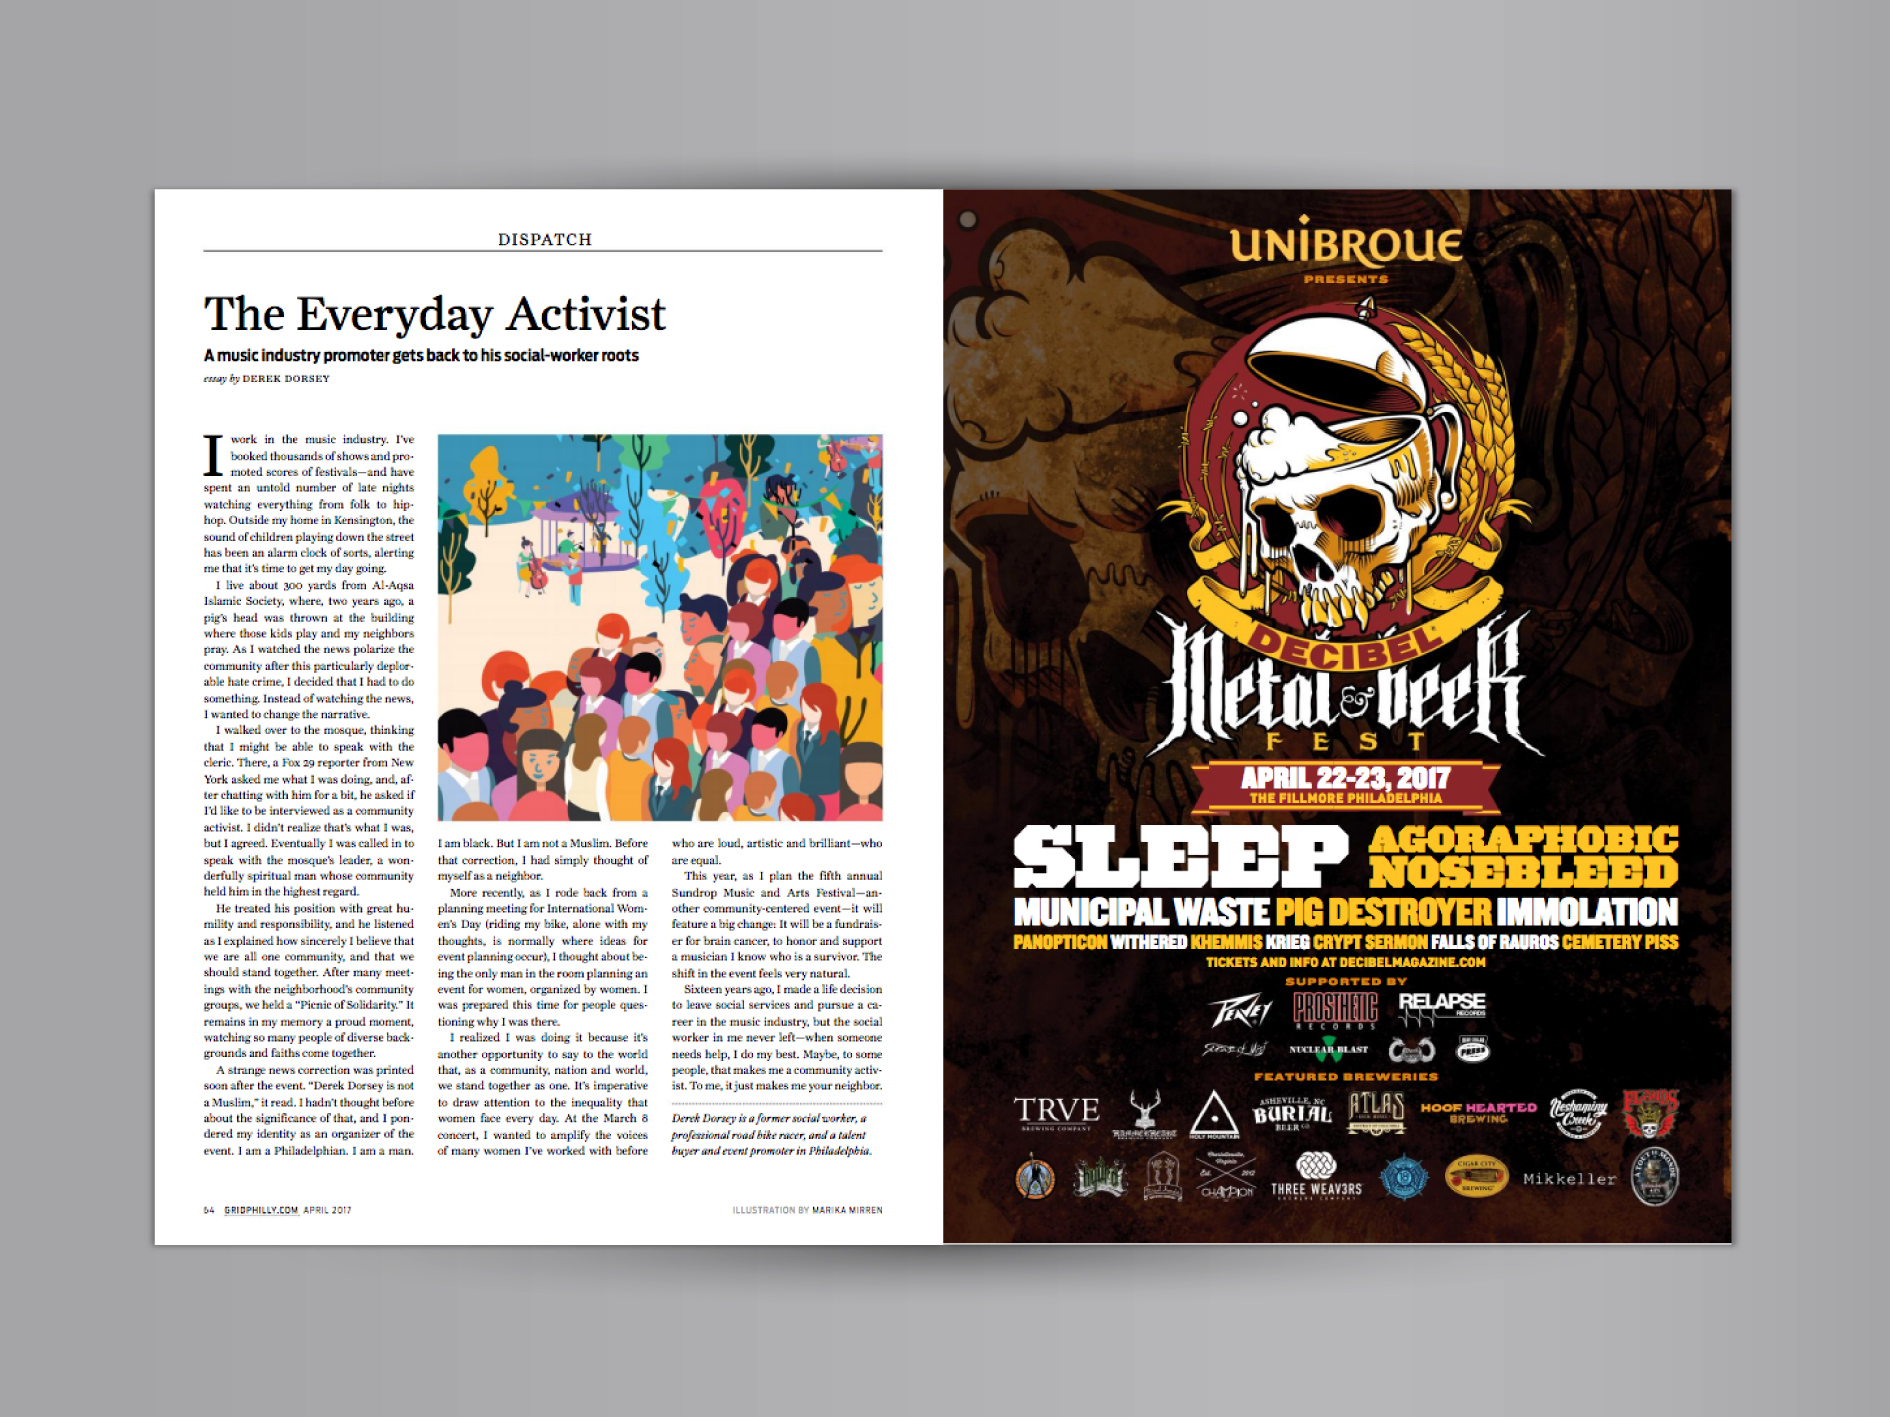 DISPATCH
The Everyday Activist
A music industry promoter gets back to his social-worker roots
essay by DEREK DORSEY
I work in the music industry. I've
booked thousands of shows and pro-
moted scores of festivals—and have
spent an untold number of late nights
watching everything from folk to hip-
hop. Outside my home in Kensington, the
sound of children playing down the street
has been an alarm clock of sorts, alerting
me that it's time to get my day going.
I live about 300 yards from Al-Aqsa
Islamic Society, where, two years ago, a
pig's head was thrown at the building
where those kids play and my neighbors
pray. As I watched the news polarize the
community after this particularly deplor-
able hate crime, I decided that I had to do
something. Instead of watching the news,
I wanted to change the narrative.
I walked over to the mosque, thinking
that I might be able to speak with the
cleric. There, a Fox 29 reporter from New
York asked me what I was doing, and, af-
ter chatting with him for a bit, he asked if
I'd like to be interviewed as a community
activist. I didn't realize that's what I was,
but I agreed. Eventually I was called in to
speak with the mosque's leader, a won-
derfully spiritual man whose community
held him in the highest regard.
He treated his position with great hu-
mility and responsibility, and he listened
as I explained how sincerely I believe that
we are all one community, and that we
should stand together. After many meet-
ings with the neighborhood's community
groups, we held a “Picnic of Solidarity.” It
remains in my memory a proud moment,
watching so many people of diverse back-
grounds and faiths come together.
A strange news correction was printed
soon after the event. “Derek Dorsey is not
a Muslim,” it read. I hadn't thought before
about the significance of that, and I pon-
dered my identity as an organizer of the
event. I am a Philadelphian. I am a man.
I am black. But I am not a Muslim. Before
that correction, I had simply thought of
myself as a neighbor.
More recently, as I rode back from a
planning meeting for International Wom-
en's Day (riding my bike, alone with my
thoughts, is normally where ideas for
event planning occur), I thought about be-
ing the only man in the room planning an
event for women, organized by women. I
was prepared this time for people ques-
tioning why I was there.
I realized I was doing it because it's
another opportunity to say to the world
that, as a community, nation and world,
we stand together as one. It's imperative
to draw attention to the inequality that
women face every day. At the March 8
concert, I wanted to amplify the voices
of many women I've worked with before
who are loud, artistic and brilliant—who
are equal.
This year, as I plan the fifth annual
Sundrop Music and Arts Festival—an-
other community-centered event—it will
feature a big change: It will be a fundrais-
er for brain cancer, to honor and support
a musician I know who is a survivor. The
shift in the event feels very natural.
Sixteen years ago, I made a life decision
to leave social services and pursue a ca-
reer in the music industry, but the social
worker in me never left—when someone
needs help, I do my best. Maybe, to some
people, that makes me a community activ-
ist. To me, it just makes me your neighbor.
Derek Dorsey is a former social worker, a
professional road bike racer, and a talent
buyer and event promoter in Philadelphia.
64 GRIDPHILLY.COM APRIL 2017
ILLUSTRATION BY MARIKA MIRREN
UNIBROUE
PRESENTS
DECIBEL
Metal & Beer
FEST
APRIL 22-23, 2017
THE FILLMORE PHILADELPHIA
SLEEP AGORAPHOBIC NOSEBLEED
MUNICIPAL WASTE PIG DESTROYER IMMOLATION
PANOPTICON WITHERED KHEMMIS KRIEG CRYPT SERMON FALLS OF RAUROS CEMETERY PISS
TICKETS AND INFO AT DECIBELMAGAZINE.COM
SUPPORTED BY
PEAVEY PROSTHETIC RECORDS RELAPSE RECORDS
Season of Mist NUCLEAR BLAST PRESS
FEATURED BREWERIES
TRVE BREWING COMPANY HAMMERHEART HOLY MOUNTAIN ASHEVILLE, NC BURIAL BEER CO ATLAS HOOF HEARTED BREWING Neshaminy Creek FLOYDS
CHAMPION THREE WEAV3RS BREWING COMPANY CIGAR CITY BREWING Mikkeller